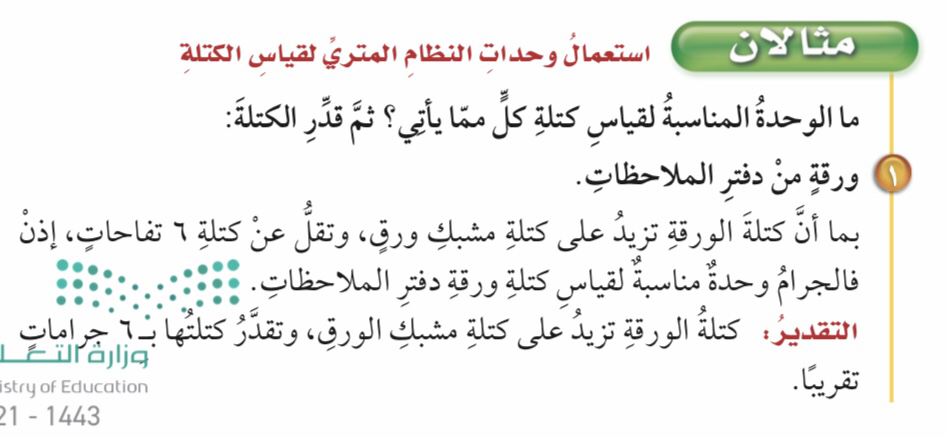 مثالان
استعمالُ وحداتِ النظامِ المتريِّ لقياسِ الكتلةِ
ما الوحدةُ المناسبةُ لقياسِ كتلةِ كلٍّ ممّا يأتِي؟ ثمَّ قدِّرِ الكتلةَ:
١ ورقةٍ منْ دفترِ الملاحظاتِ.
بما أنَّ كتلةَ الورقةِ تزيدُ على كتلةِ مشبكِ ورقٍ، وتقلُّ عنْ كتلةِ ٦ تفاحاتٍ، إذنْ
فالجرامُ وحدةٌ مناسبةٌ لقياسِ كتلةِ ورقةِ دفترِ الملاحظاتِ.
التقديرُ: كتلةُ الورقةِ تزيدُ على كتلةِ مشبكِ الورقِ، وتقدَّرُ كتلتُها بـ ٦ جراماتٍ
تقريبًا.
وزارة التعلـ
istry of Education
21 - 1443